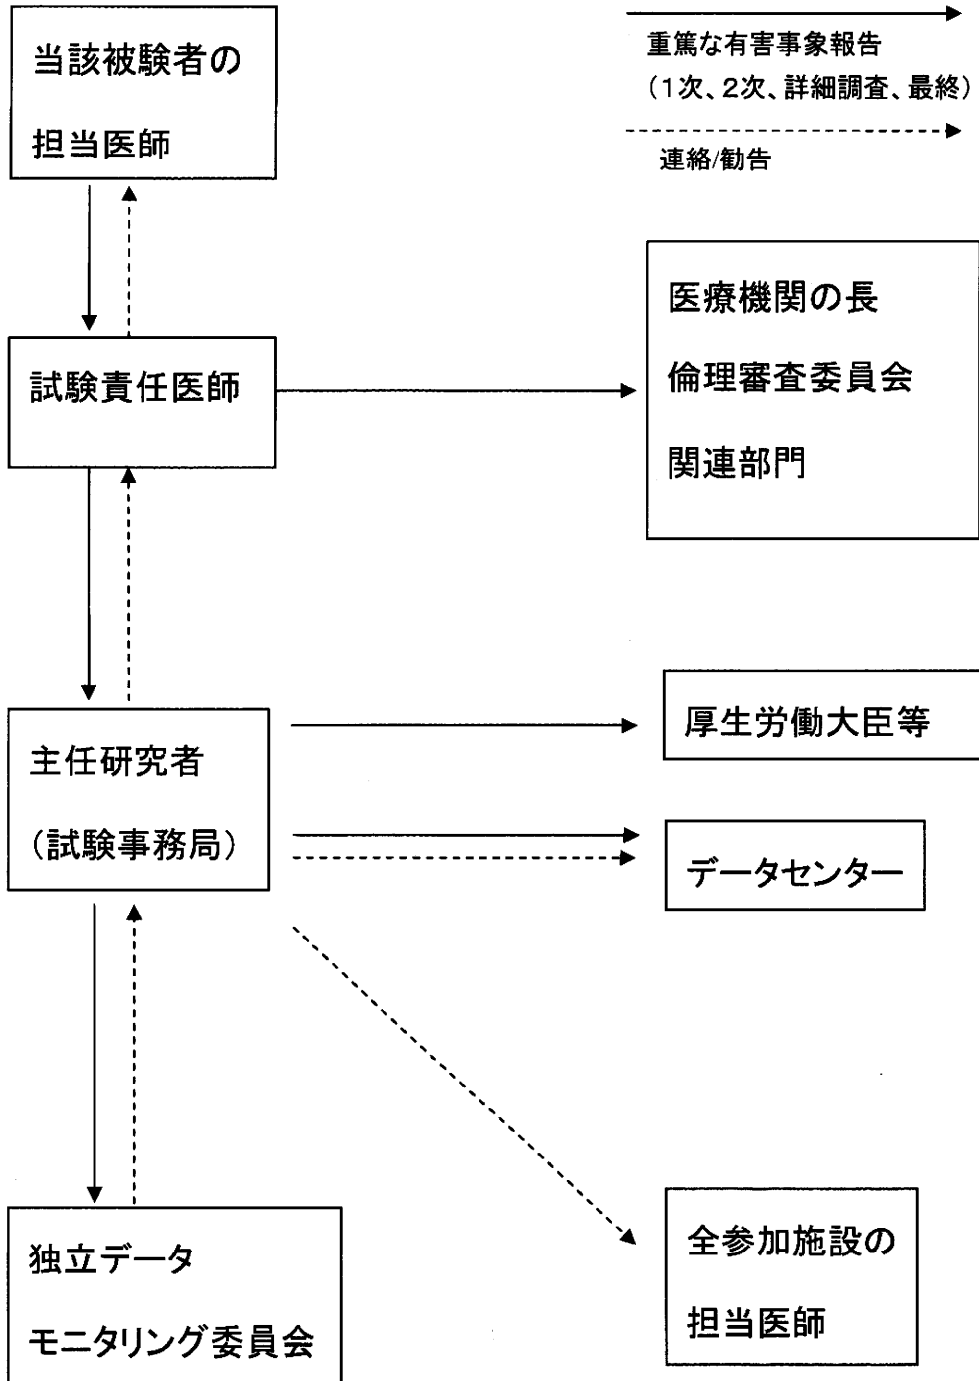 当該被験者の
担当医師
重篤な有害事象報告
(1次、2次、詳細調査、最終)
連絡/勧告
試験責任医師
医療機関の長
倫理審査委員会
関連部門
主任研究者
(試験事務局)
厚生労働大臣等
データセンター
独立データ
モニタリング委員会
全参加施設の
担当医師